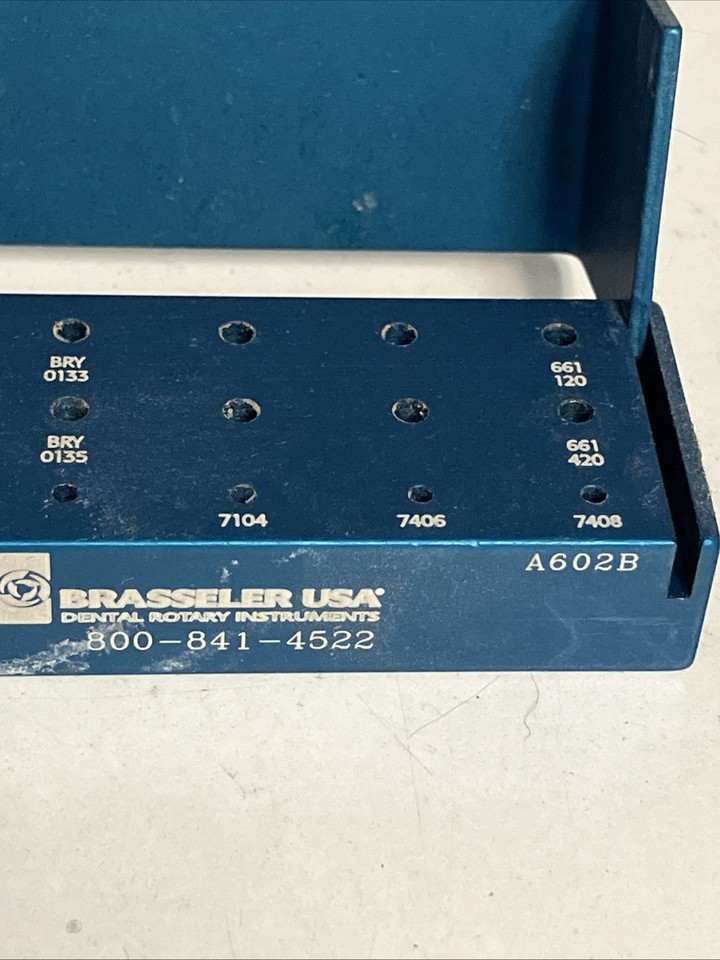 BRY
0133
661
120
BRY
0135
661
420
7104 7406 7408
A602B
BRASSELER USA®
DENTAL ROTARY INSTRUMENTS
800-841-4522